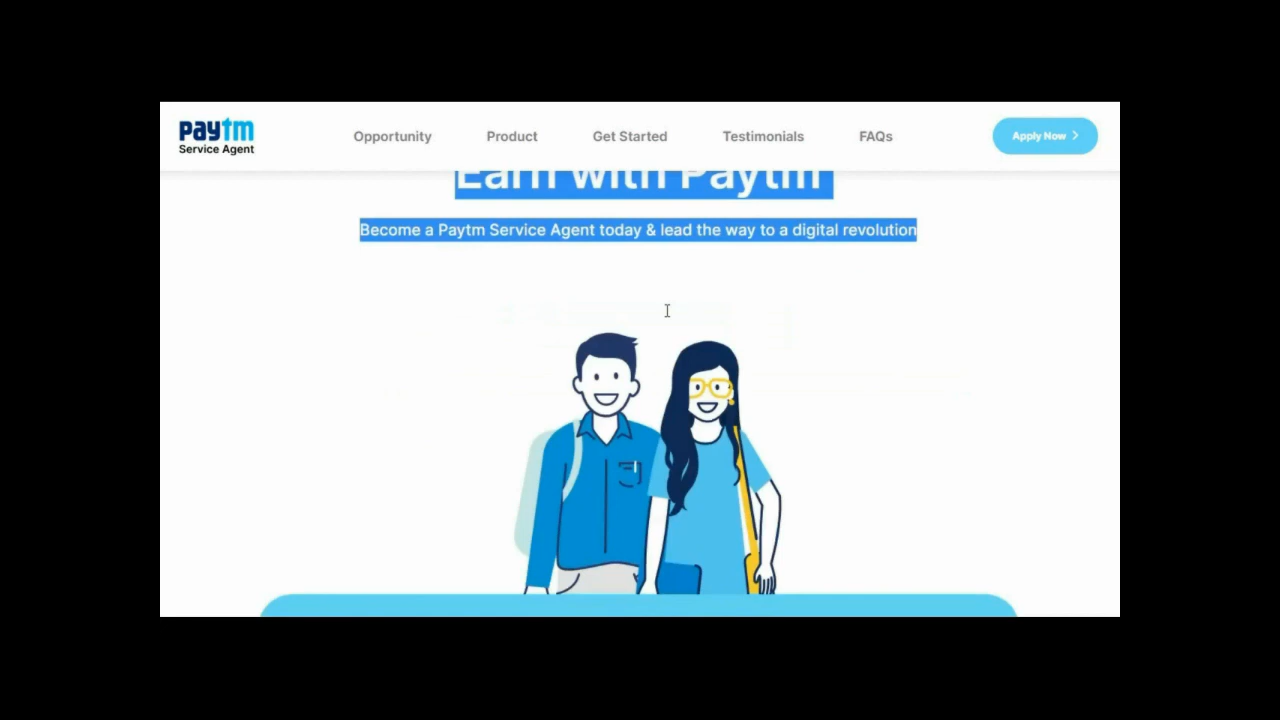 paytm
Service Agent
Opportunity
Product
Get Started
Testimonials
FAQs
Apply Now
Earn with Paytm
Become a Paytm Service Agent today & lead the way to a digital revolution